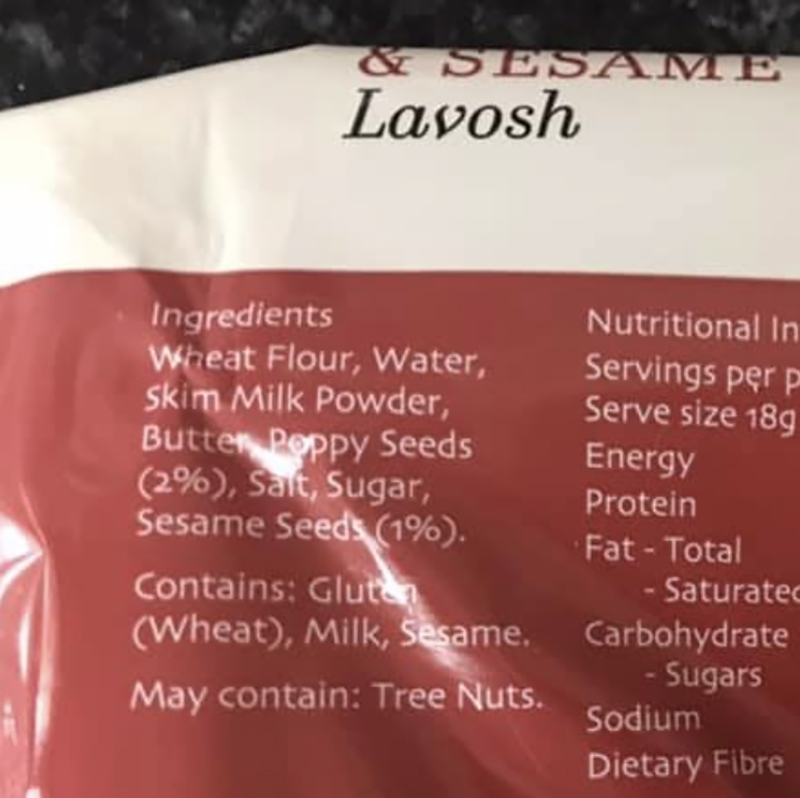 & SESAME
Lavosh
Ingredients
Wheat Flour, Water,
Skim Milk Powder,
Butter, Poppy Seeds
(2%), Salt, Sugar,
Sesame Seeds (1%).
Contains: Gluten
(Wheat), Milk, Sesame.
May contain: Tree Nuts.
Nutritional In
Servings per p
Serve size 18g
Energy
Protein
Fat - Total
- Saturated
Carbohydrate
- Sugars
Sodium
Dietary Fibre